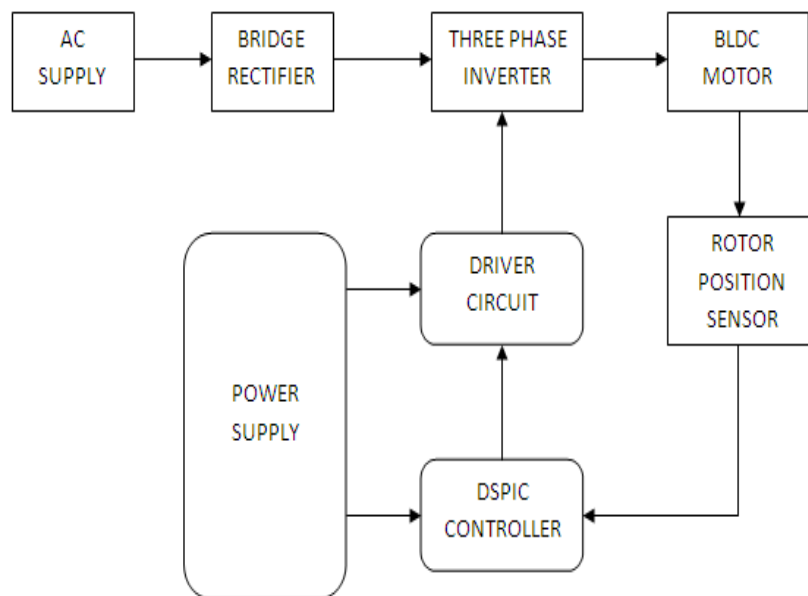 AC
SUPPLY
BRIDGE
RECTIFIER
THREE PHASE
INVERTER
BLDC
MOTOR
ROTOR
POSITION
SENSOR
DRIVER
CIRCUIT
POWER
SUPPLY
DSPIC
CONTROLLER